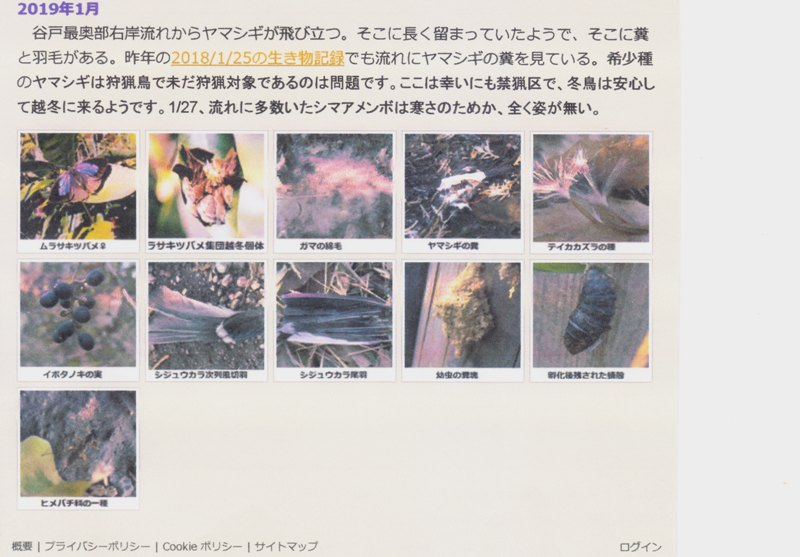 2019年1月
谷戸最奥部右岸流れからヤマシギが飛び立つ。そこに長く留まっていたようで、そこに糞
と羽毛がある。昨年の2018/1/25の生き物記録でも流れにヤマシギの糞を見ている。希少種
のヤマシギは狩猟鳥で未だ狩猟対象であるのは問題です。ここは幸いにも禁猟区で、冬鳥は安心し
て越冬に来るようです。1/27、流れに多数いたシマアメンボは寒さのためか、全く姿が無い。
ムラサキツバメ♀
ラサキツバメ集団越冬個体
ガマの綿毛
ヤマシギの糞
テイカカズラの種
イボタノキの実
シジュウカラ次列風切羽
シジュウカラ尾羽
幼虫の糞塊
孵化後残された蛹殻
ヒメバチ科の一種
概要 | プライバシーポリシー | Cookie ポリシー | サイトマップ
ログイン